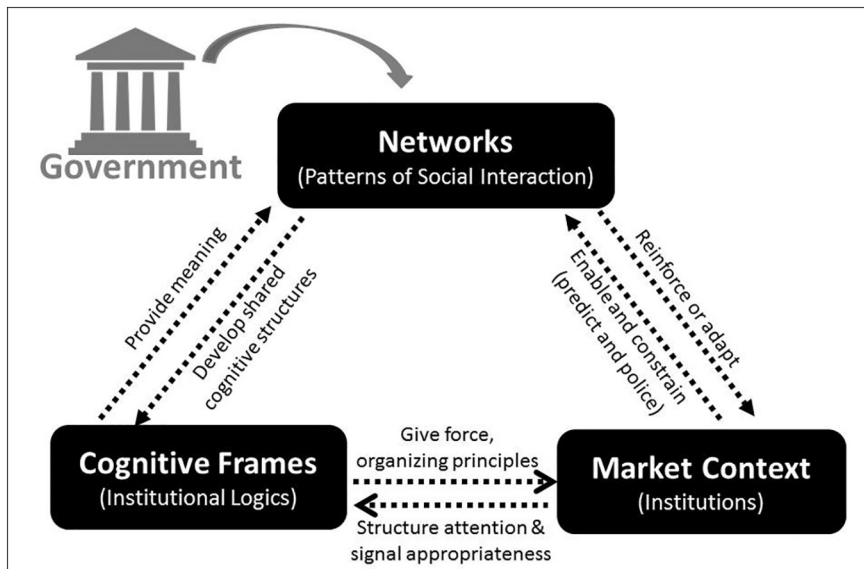 Government
Networks
(Patterns of Social Interaction)
Provide meaning
Develop shared
cognitive structures
Enable and constrain
(predict and police)
Reinforce or adapt
Cognitive Frames
(Institutional Logics)
Give force,
organizing principles
Structure attention &
signal appropriateness
Market Context
(Institutions)